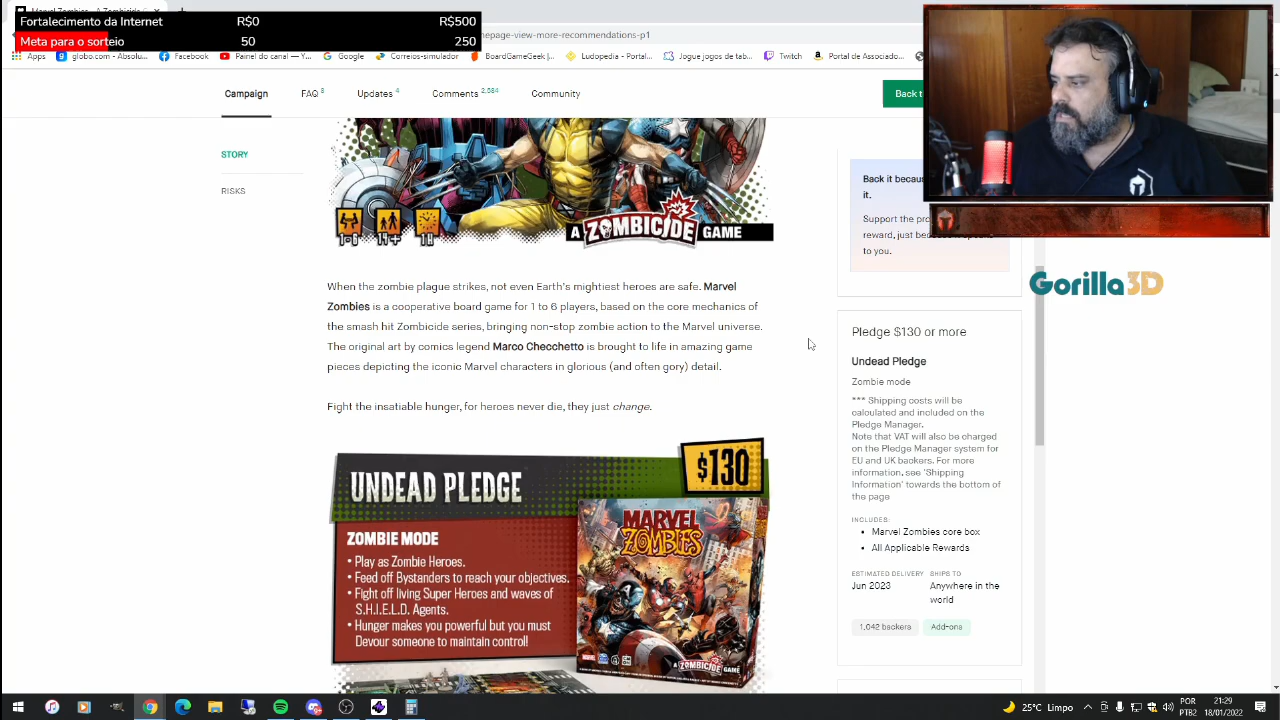 Fortalecimento da Internet R$0 R$500
Meta para o sorteio 50 250
mepage-view-more-recommendations-p1
Apps globo.com - Absolu... Facebook Painel do canal — Y... Google Correios-simulador BoardGameGeek |... Ludopedia - Portal... Jogue jogos de tab... Twitch Portal de Associado...
Campaign FAQ 8 Updates 4 Comments 2,684 Community Back t
STORY
RISKS
1-6 14+ 1H
A ZOMBICIDE GAME
When the zombie plague strikes, not even Earth's mightiest heroes are safe. Marvel
Zombies is a cooperative board game for 1 to 6 players, based on the core mechanics of
the smash hit Zombicide series, bringing non-stop zombie action to the Marvel universe.
The original art by comics legend Marco Checchetto is brought to life in amazing game
pieces depicting the iconic Marvel characters in glorious (and often gory) detail.
Fight the insatiable hunger, for heroes never die, they just change.
UNDEAD PLEDGE
$130
ZOMBIE MODE
• Play as Zombie Heroes.
• Feed off Bystanders to reach your objectives.
• Fight off living Super Heroes and waves of
S.H.I.E.L.D. Agents.
• Hunger makes you powerful but you must
Devour someone to maintain control!
MARVEL
ZOMBIES
A ZOMBICIDE GAME
Back it becau
it.
Support the pro
reward, just
to you.
Gorilla3D
Pledge $130 or more
Undead Pledge
Zombie mode
*** Shipping costs will be
calculated and included on the
Pledge Manager.
Note that VAT will also be charged
on the Pledge Manager system for
EU and UK backers. For more
information, see 'Shipping
Information' towards the bottom of
the page
INCLUDES:
• Marvel Zombies core box
• All Applicable Rewards
ESTIMATED DELIVERY SHIPS TO
Jun 2023 Anywhere in the
world
1,042 backers Add-ons
25°C Limpo POR 21:29
PTB2 18/01/2022